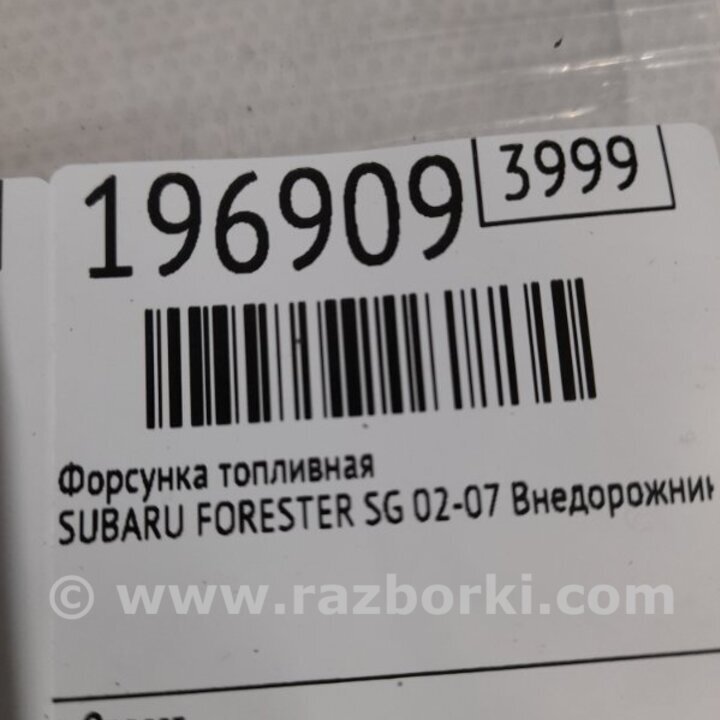 196909 3999
Форсунка топливная
SUBARU FORESTER SG 02-07 Внедорожник
© www.razborki.com